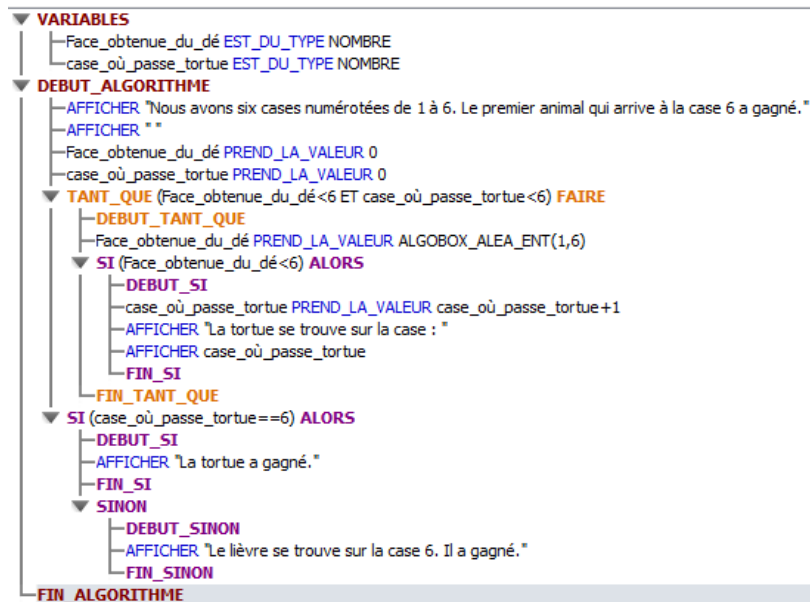 VARIABLES
Face_obtenue_du_dé EST_DU_TYPE NOMBRE
case_où_passe_tortue EST_DU_TYPE NOMBRE
DEBUT_ALGORITHME
AFFICHER "Nous avons six cases numérotées de 1 à 6. Le premier animal qui arrive à la case 6 a gagné."
AFFICHER " "
Face_obtenue_du_dé PREND_LA_VALEUR 0
case_où_passe_tortue PREND_LA_VALEUR 0
TANT_QUE (Face_obtenue_du_dé<6 ET case_où_passe_tortue<6) FAIRE
DEBUT_TANT_QUE
Face_obtenue_du_dé PREND_LA_VALEUR ALGOBOX_ALEA_ENT(1,6)
SI (Face_obtenue_du_dé<6) ALORS
DEBUT_SI
case_où_passe_tortue PREND_LA_VALEUR case_où_passe_tortue+1
AFFICHER "La tortue se trouve sur la case : "
AFFICHER case_où_passe_tortue
FIN_SI
FIN_TANT_QUE
SI (case_où_passe_tortue==6) ALORS
DEBUT_SI
AFFICHER "La tortue a gagné."
FIN_SI
SINON
DEBUT_SINON
AFFICHER "Le lièvre se trouve sur la case 6. Il a gagné."
FIN_SINON
FIN_ALGORITHME